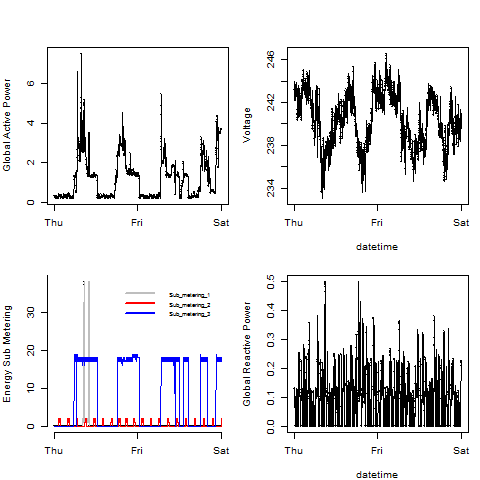 Global Active Power
0
2
4
6
Thu
Fri
Sat
Voltage
234
238
242
246
Thu
Fri
Sat
datetime
Energy Sub Metering
0
10
20
30
Sub_metering_1
Sub_metering_2
Sub_metering_2
Thu
Fri
Sat
Global Reactive Power
0.0
0.1
0.2
0.3
0.4
0.5
Thu
Fri
Sat
datetime